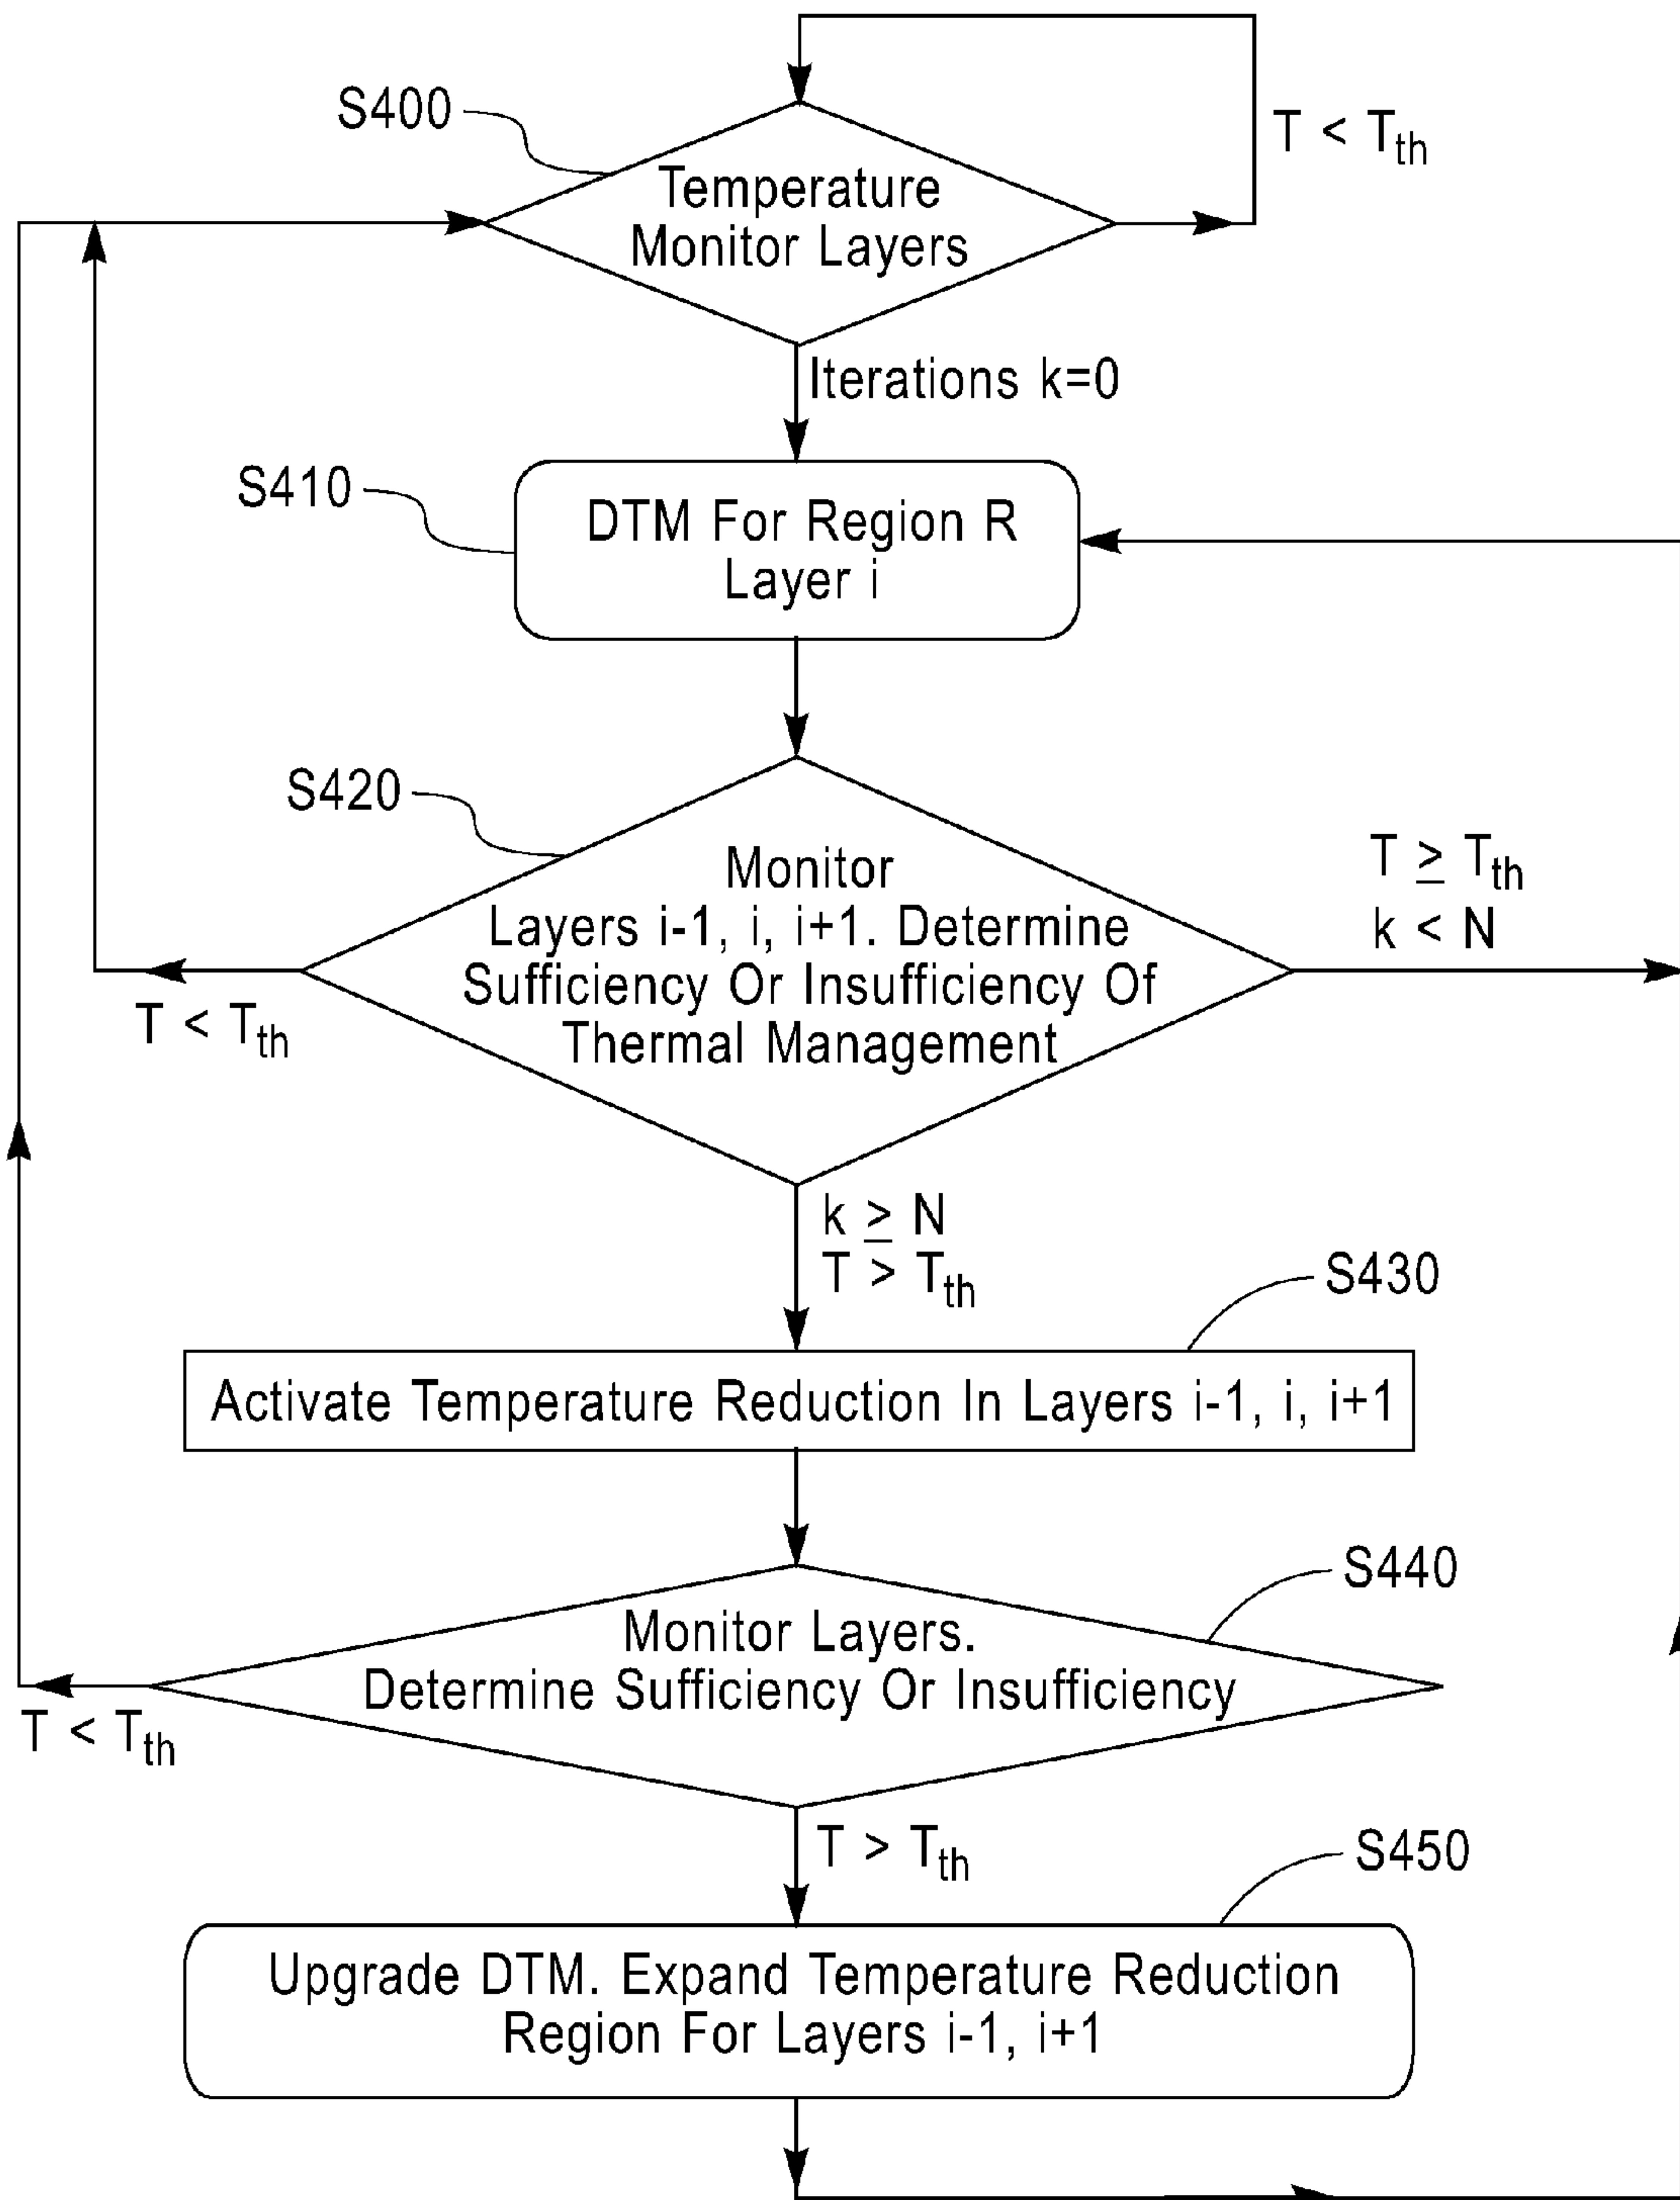 S400
T < Tth
Temperature
Monitor Layers
Iterations k=0
S410
DTM For Region R
Layer i
S420
Monitor
Layers i-1, i, i+1. Determine
Sufficiency Or Insufficiency Of
Thermal Management
T ≥ Tth
k < N
T < Tth
k ≥ N
T > Tth
S430
Activate Temperature Reduction In Layers i-1, i, i+1
S440
Monitor Layers.
Determine Sufficiency Or Insufficiency
T < Tth
T > Tth
S450
Upgrade DTM. Expand Temperature Reduction
Region For Layers i-1, i+1